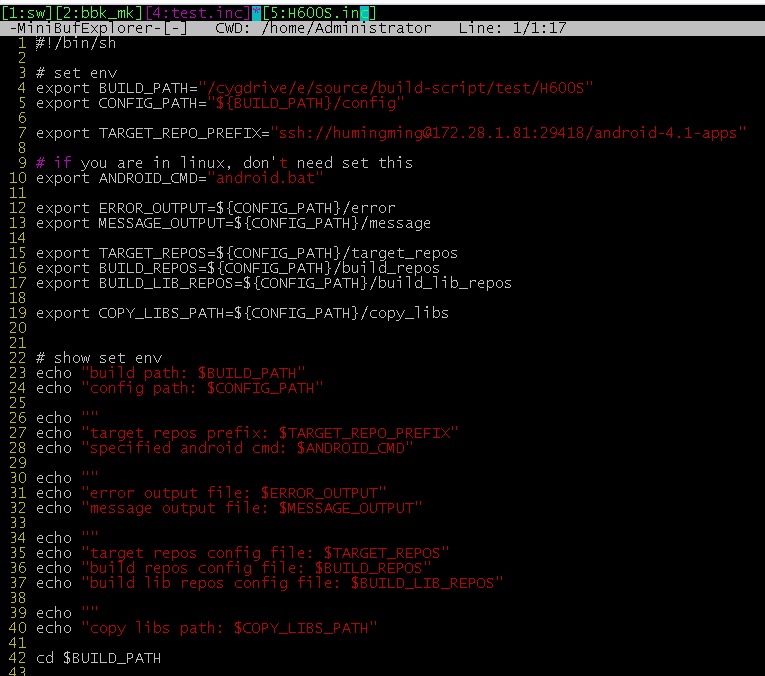 [1:sw][2:bbk_mk][4:test.inc]*[5:H600S.inc]
-MiniBufExplorer-[-]   CWD: /home/Administrator   Line: 1/1:17
1 #!/bin/sh
2
3 # set env
4 export BUILD_PATH="/cygdrive/e/source/build-script/test/H600S"
5 export CONFIG_PATH="${BUILD_PATH}/config"
6
7 export TARGET_REPO_PREFIX="ssh://humingming@172.28.1.81:29418/android-4.1-apps"
8
9 # if you are in linux, don't need set this
10 export ANDROID_CMD="android.bat"
11
12 export ERROR_OUTPUT=${CONFIG_PATH}/error
13 export MESSAGE_OUTPUT=${CONFIG_PATH}/message
14
15 export TARGET_REPOS=${CONFIG_PATH}/target_repos
16 export BUILD_REPOS=${CONFIG_PATH}/build_repos
17 export BUILD_LIB_REPOS=${CONFIG_PATH}/build_lib_repos
18
19 export COPY_LIBS_PATH=${CONFIG_PATH}/copy_libs
20
21
22 # show set env
23 echo "build path: $BUILD_PATH"
24 echo "config path: $CONFIG_PATH"
25
26 echo ""
27 echo "target repos prefix: $TARGET_REPO_PREFIX"
28 echo "specified android cmd: $ANDROID_CMD"
29
30 echo ""
31 echo "error output file: $ERROR_OUTPUT"
32 echo "message output file: $MESSAGE_OUTPUT"
33
34 echo ""
35 echo "target repos config file: $TARGET_REPOS"
36 echo "build repos config file: $BUILD_REPOS"
37 echo "build lib repos config file: $BUILD_LIB_REPOS"
38
39 echo ""
40 echo "copy libs path: $COPY_LIBS_PATH"
41
42 cd $BUILD_PATH
43